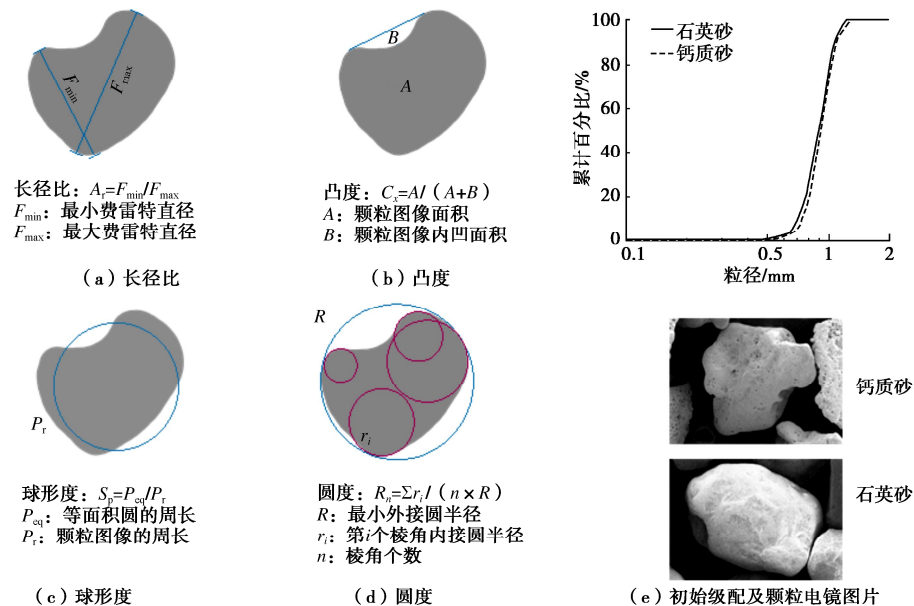 F_min
F_max
长径比：A_r=F_min/F_max
F_min：最小费雷特直径
F_max：最大费雷特直径
（a）长径比
B
A
凸度：C_x=A/（A+B）
A：颗粒图像面积
B：颗粒图像内凹面积
（b）凸度
累计百分比/%
100
80
60
40
20
0
石英砂
钙质砂
0.1
0.5
1
2
粒径/mm
P_r
球形度：S_p=P_eq/P_r
P_eq：等面积圆的周长
P_r：颗粒图像的周长
（c）球形度
R
r_i
圆度：R_n=Σr_i/（n×R）
R：最小外接圆半径
r_i：第i个棱角内接圆半径
n：棱角个数
（d）圆度
钙质砂
石英砂
（e）初始级配及颗粒电镜图片